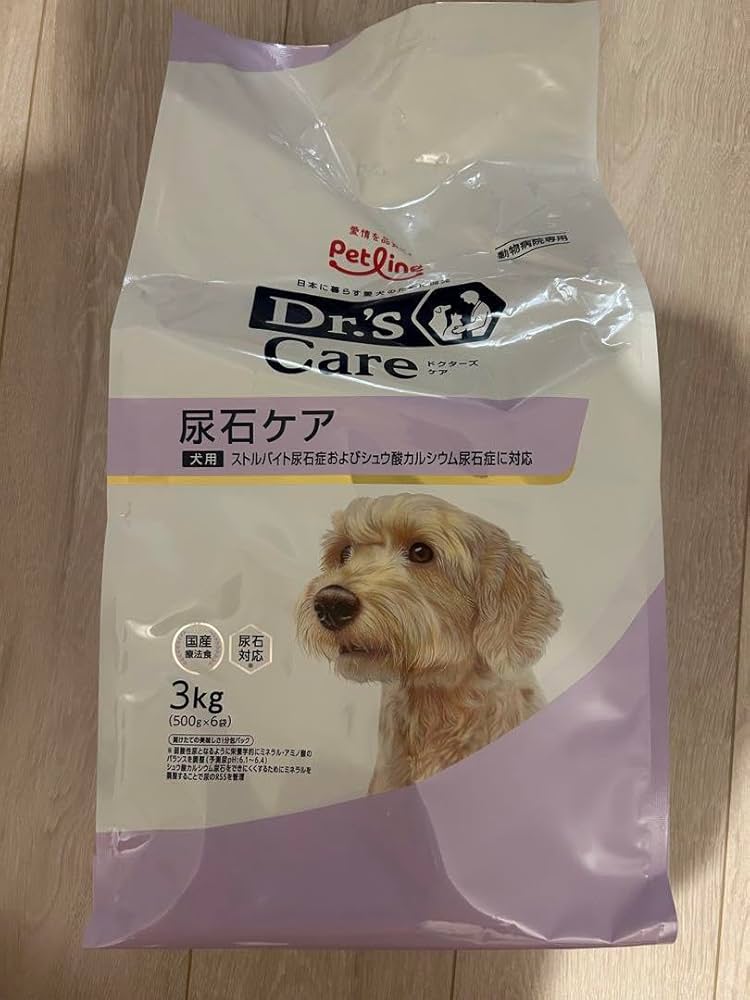 愛情を品
PetLine
動物病院専用
日本に暮らす愛犬の
Dr.'s
Care ドクターズ
ケア
尿石ケア
犬用 ストルバイト尿石症およびシュウ酸カルシウム尿石症に対応
国産
療法食
尿石
対応
※
3kg
(500g×6袋)
開けたての美味しさ!分包パック
※ 弱酸性尿となるように栄養学的にミネラル・アミノ酸の
バランスを調整(予測尿pH:6.1~6.4)
シュウ酸カルシウム尿石をできにくくするためにミネラルを
調整することで尿のRSSを管理